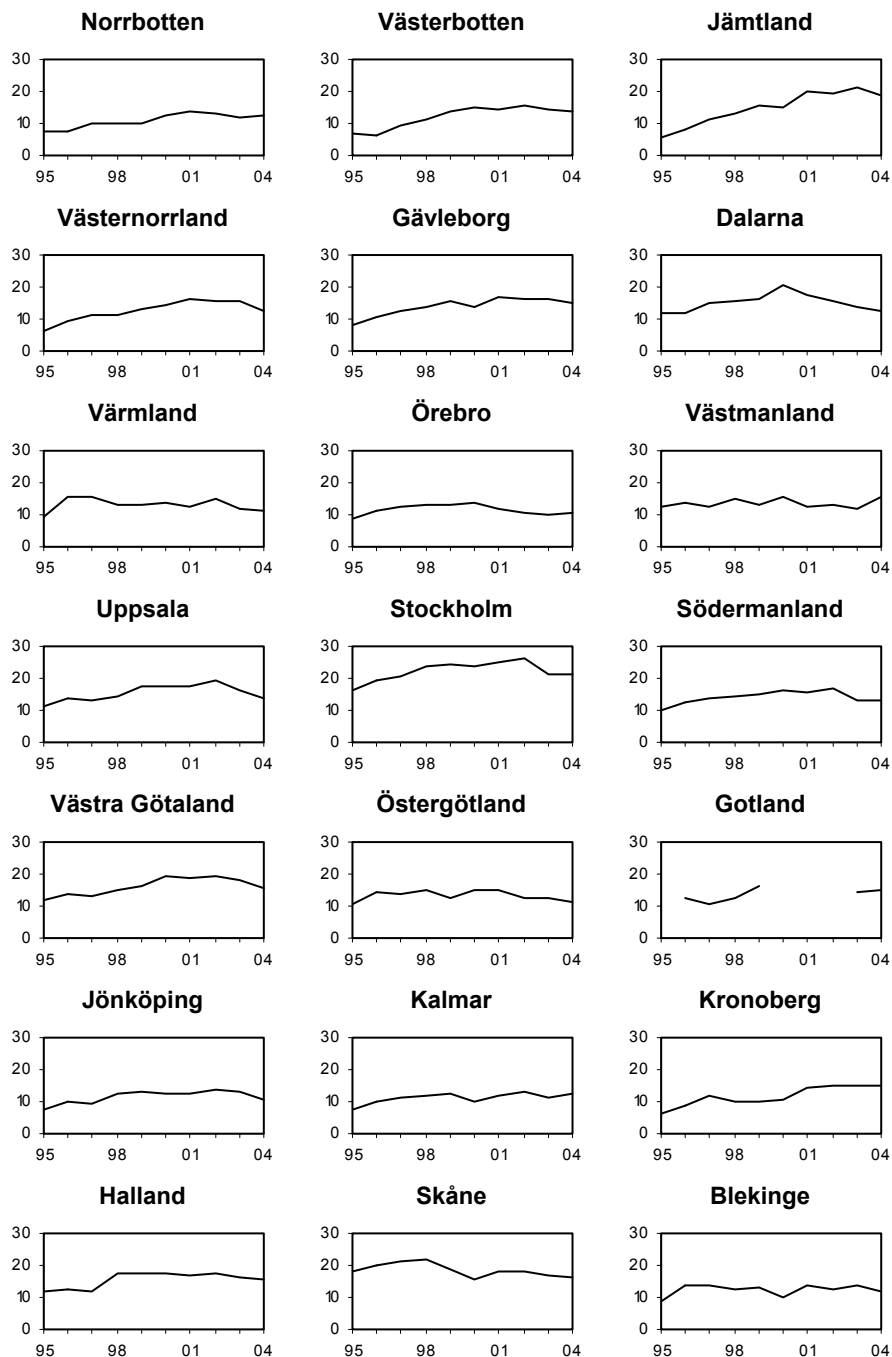 Norrbotten Västerbotten Jämtland
30 30 30
20 20 20
10 10 10
0 0 0
95 98 01 04 95 98 01 04 95 98 01 04
Västernorrland Gävleborg Dalarna
30 30 30
20 20 20
10 10 10
0 0 0
95 98 01 04 95 98 01 04 95 98 01 04
Värmland Örebro Västmanland
30 30 30
20 20 20
10 10 10
0 0 0
95 98 01 04 95 98 01 04 95 98 01 04
Uppsala Stockholm Södermanland
30 30 30
20 20 20
10 10 10
0 0 0
95 98 01 04 95 98 01 04 95 98 01 04
Västra Götaland Östergötland Gotland
30 30 30
20 20 20
10 10 10
0 0 0
95 98 01 04 95 98 01 04 95 98 01 04
Jönköping Kalmar Kronoberg
30 30 30
20 20 20
10 10 10
0 0 0
95 98 01 04 95 98 01 04 95 98 01 04
Halland Skåne Blekinge
30 30 30
20 20 20
10 10 10
0 0 0
95 98 01 04 95 98 01 04 95 98 01 04